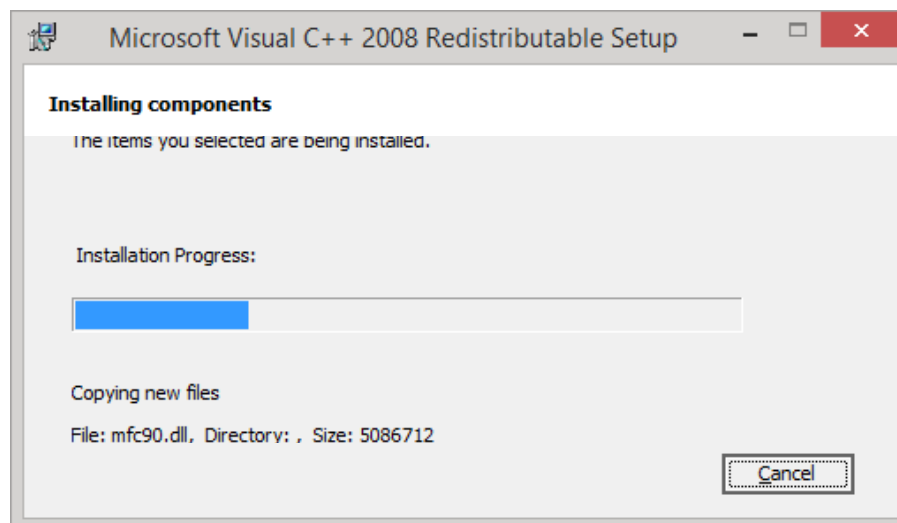 Microsoft Visual C++ 2008 Redistributable Setup
Installing components
The items you selected are being installed.
Installation Progress:
Copying new files
File: mfc90.dll, Directory: , Size: 5086712
Cancel